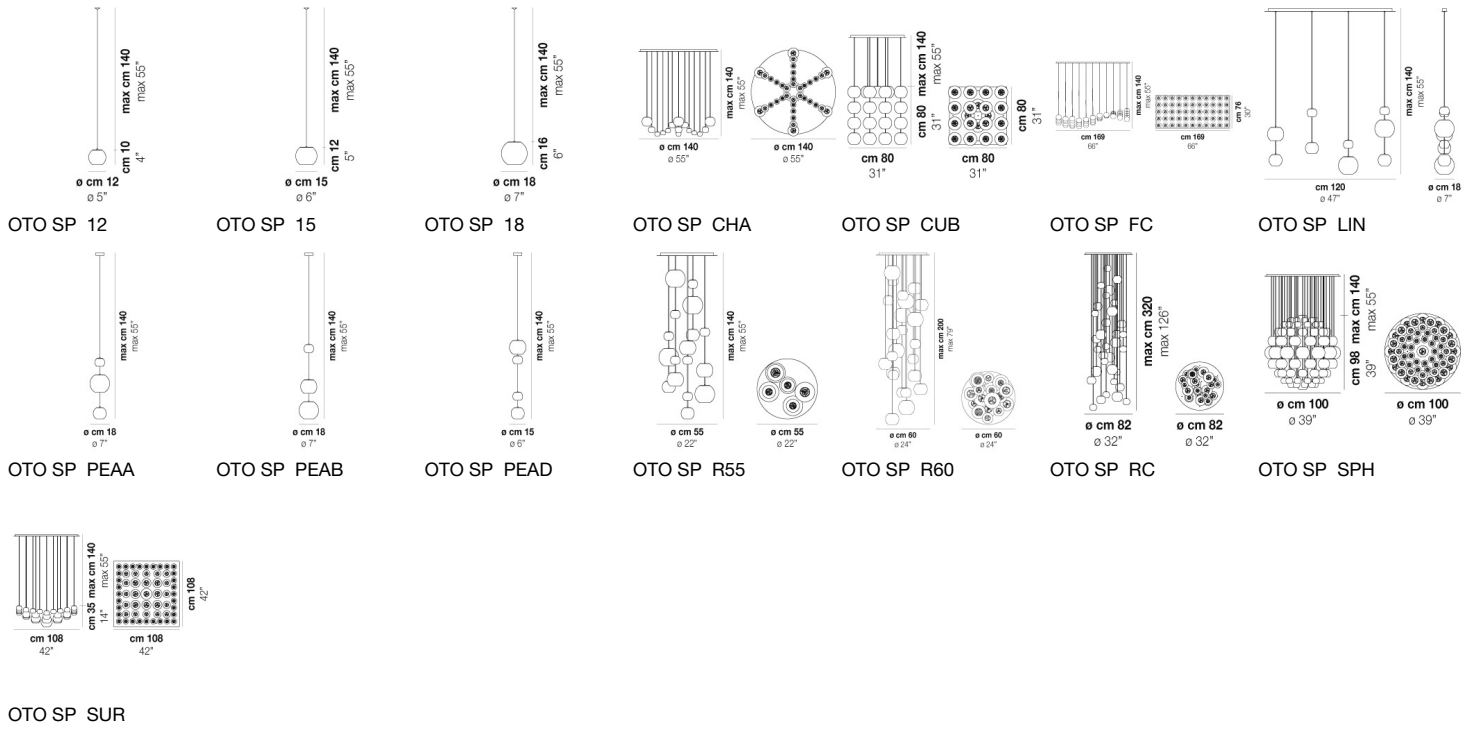 max cm 140
max 55"
cm 10
4"
ø cm 12
ø 5"
OTO SP 12
max cm 140
max 55"
cm 12
5"
ø cm 15
ø 6"
OTO SP 15
max cm 140
max 55"
cm 16
6"
ø cm 18
ø 7"
OTO SP 18
max cm 140
max 55"
ø cm 140
ø 55"
ø cm 140
ø 55"
OTO SP CHA
max cm 140
max 55"
cm 80
31"
cm 80
31"
cm 80
31"
cm 80
31"
OTO SP CUB
max cm 140
max 55"
cm 169
66"
cm 169
66"
cm 76
30"
OTO SP FC
max cm 140
max 55"
cm 120
ø 47"
ø cm 18
ø 7"
OTO SP LIN
max cm 140
max 55"
ø cm 18
ø 7"
OTO SP PEAA
max cm 140
max 55"
ø cm 18
ø 7"
OTO SP PEAB
max cm 140
max 55"
ø cm 15
ø 6"
OTO SP PEAD
max cm 140
max 55"
ø cm 55
ø 22"
ø cm 55
ø 22"
OTO SP R55
max cm 200
max 79"
ø cm 60
ø 24"
ø cm 60
ø 24"
OTO SP R60
max cm 320
max 126"
ø cm 82
ø 32"
ø cm 82
ø 32"
OTO SP RC
max cm 140
max 55"
cm 98
39"
ø cm 100
ø 39"
ø cm 100
ø 39"
OTO SP SPH
max cm 140
max 55"
cm 35
14"
cm 108
42"
cm 108
42"
cm 108
42"
OTO SP SUR